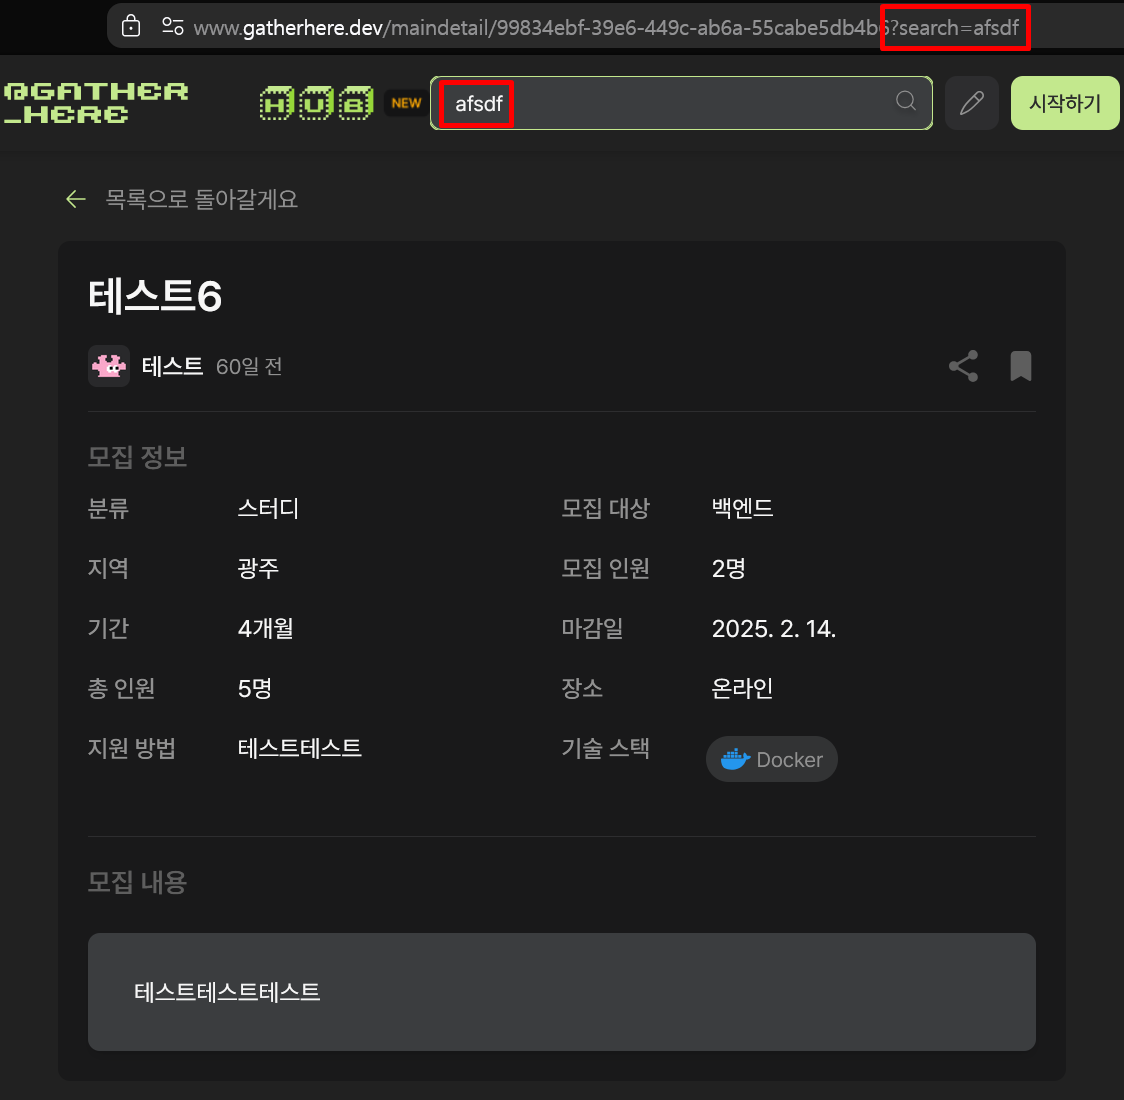 www.gatherhere.dev/maindetail/99834ebf-39e6-449c-ab6a-55cabe5db4b6?search=afsdf
@GATHER
_HERE
HUB NEW afsdf 시작하기
목록으로 돌아갈게요
테스트6
테스트 60일 전
모집 정보
분류 스터디 모집 대상 백엔드
지역 광주 모집 인원 2명
기간 4개월 마감일 2025. 2. 14.
총 인원 5명 장소 온라인
지원 방법 테스트테스트 기술 스택 Docker
모집 내용
테스트테스트테스트